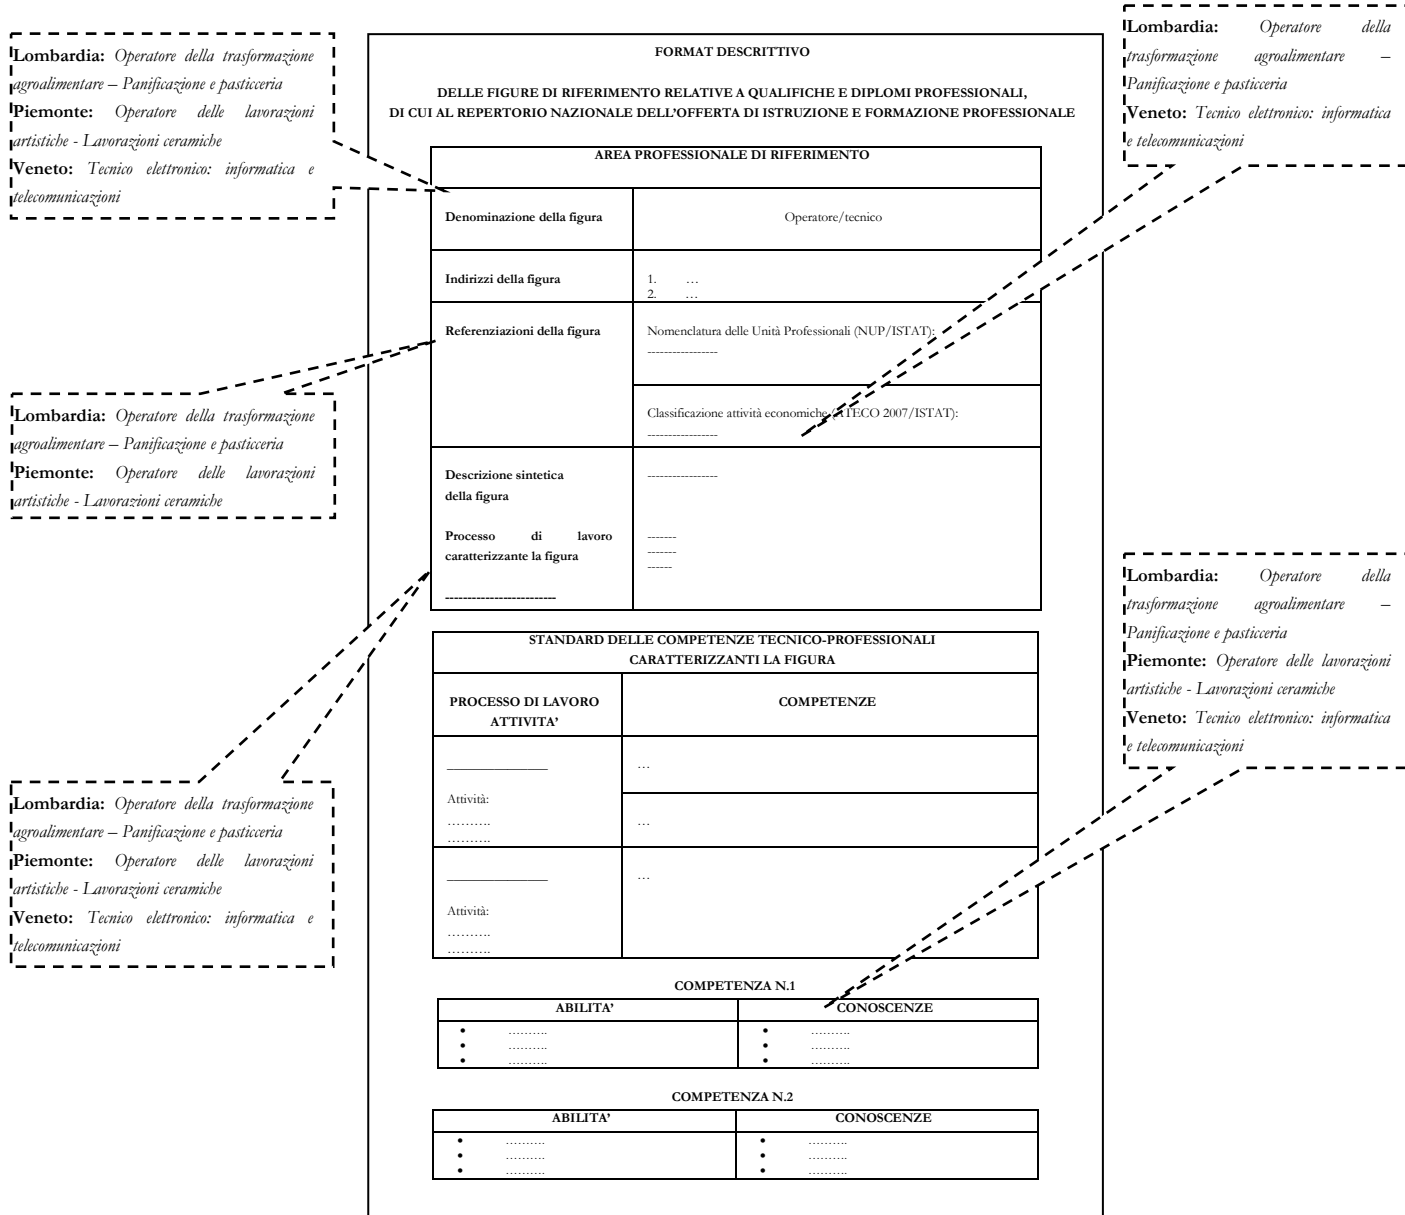 Lombardia: Operatore della trasformazione
agroalimentare – Panificazione e pasticceria
Piemonte: Operatore delle lavorazioni
artistiche - Lavorazioni ceramiche
Veneto: Tecnico elettronico: informatica e
telecomunicazioni
Lombardia: Operatore della trasformazione
agroalimentare – Panificazione e pasticceria
Piemonte: Operatore delle lavorazioni
artistiche - Lavorazioni ceramiche
Lombardia: Operatore della trasformazione
agroalimentare – Panificazione e pasticceria
Piemonte: Operatore delle lavorazioni
artistiche - Lavorazioni ceramiche
Veneto: Tecnico elettronico: informatica e
telecomunicazioni
FORMAT DESCRITTIVO
DELLE FIGURE DI RIFERIMENTO RELATIVE A QUALIFICHE E DIPLOMI PROFESSIONALI,
DI CUI AL REPERTORIO NAZIONALE DELL'OFFERTA DI ISTRUZIONE E FORMAZIONE PROFESSIONALE
AREA PROFESSIONALE DI RIFERIMENTO
Denominazione della figura Operatore/tecnico
Indirizzi della figura 1. …
2. …
Referenziazioni della figura Nomenclatura delle Unità Professionali (NUP/ISTAT):
----------------
Classificazione attività economiche (ATECO 2007/ISTAT):
----------------
Descrizione sintetica ----------------
della figura
Processo di lavoro -------
caratterizzante la figura -------
------
-------------------------
STANDARD DELLE COMPETENZE TECNICO-PROFESSIONALI
CARATTERIZZANTI LA FIGURA
PROCESSO DI LAVORO COMPETENZE
ATTIVITA'
_______________ …
Attività:
………. …
……….
_______________ …
Attività:
……….
……….
COMPETENZA N.1
ABILITA' CONOSCENZE
• ………. • ……….
• ………. • ……….
• ………. • ……….
COMPETENZA N.2
ABILITA' CONOSCENZE
• ………. • ……….
• ………. • ……….
• ………. • ……….
Lombardia: Operatore della
trasformazione agroalimentare –
Panificazione e pasticceria
Veneto: Tecnico elettronico: informatica
e telecomunicazioni
Lombardia: Operatore della
trasformazione agroalimentare –
Panificazione e pasticceria
Piemonte: Operatore delle lavorazioni
artistiche - Lavorazioni ceramiche
Veneto: Tecnico elettronico: informatica
e telecomunicazioni